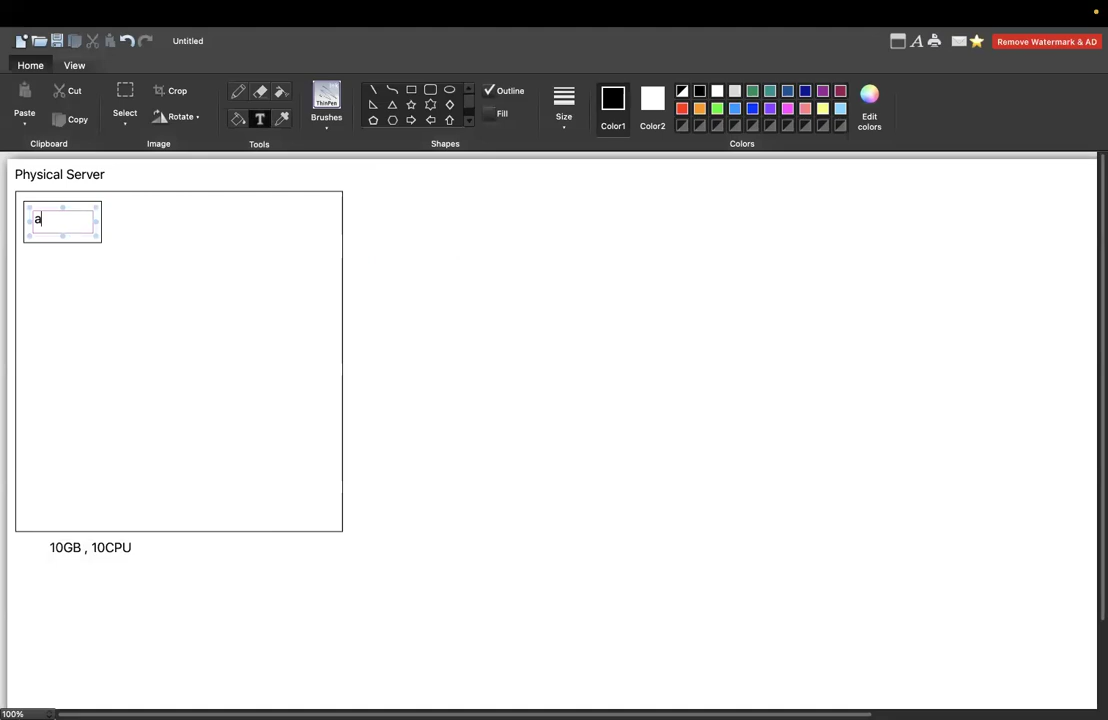 Untitled
Remove Watermark & AD
Home
View
Paste
Cut
Copy
Select
Crop
Rotate
T
ThinPen
Brushes
Outline
Fill
Size
Color1
Color2
Edit
colors
Clipboard
Image
Tools
Shapes
Colors
Physical Server
a
10GB , 10CPU
100%